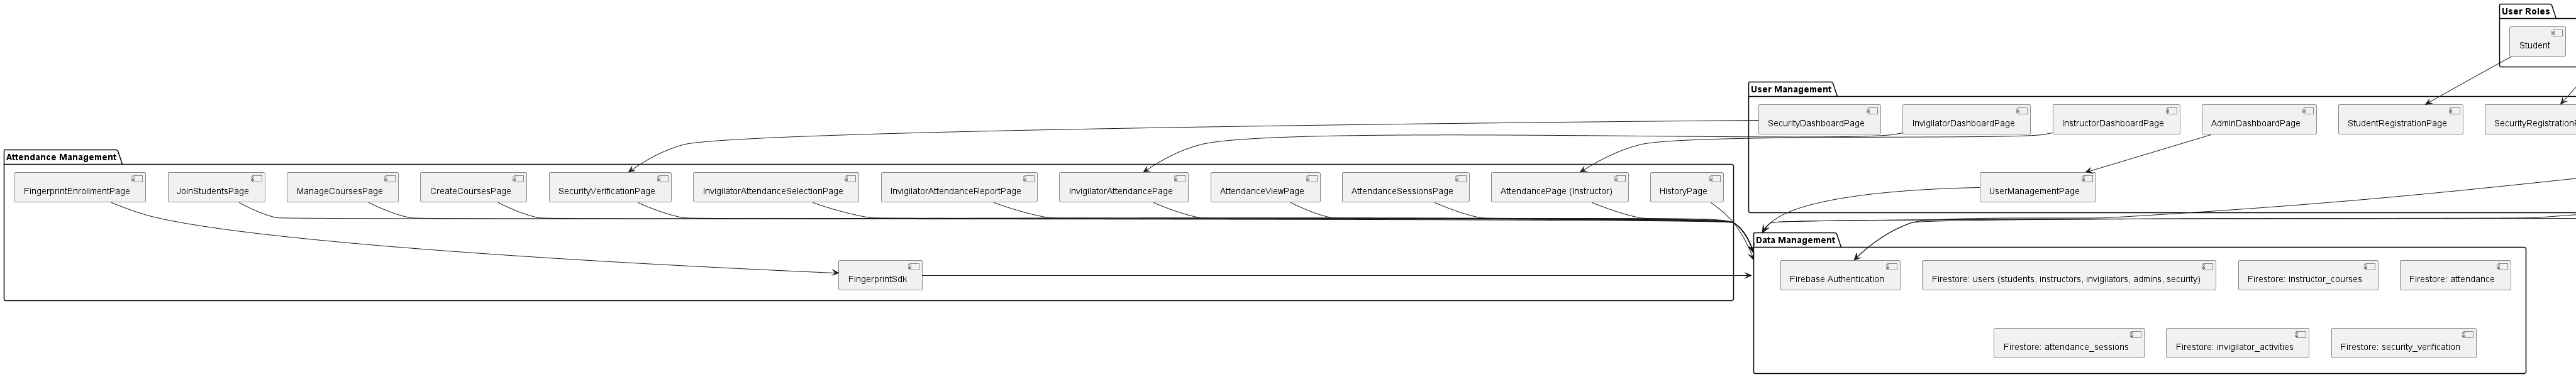 User Roles
Student
User Management
SecurityDashboardPage
InvigilatorDashboardPage
InstructorDashboardPage
AdminDashboardPage
StudentRegistrationPage
UserManagementPage
Attendance Management
FingerprintEnrollmentPage
JoinStudentsPage
ManageCoursesPage
CreateCoursesPage
SecurityVerificationPage
InvigilatorAttendanceSelectionPage
InvigilatorAttendanceReportPage
InvigilatorAttendancePage
AttendanceViewPage
AttendanceSessionsPage
AttendancePage (Instructor)
HistoryPage
FingerprintSdk
Data Management
Firebase Authentication
Firestore: users (students, instructors, invigilators, admins, security)
Firestore: instructor_courses
Firestore: attendance
Firestore: attendance_sessions
Firestore: invigilator_activities
Firestore: security_verification